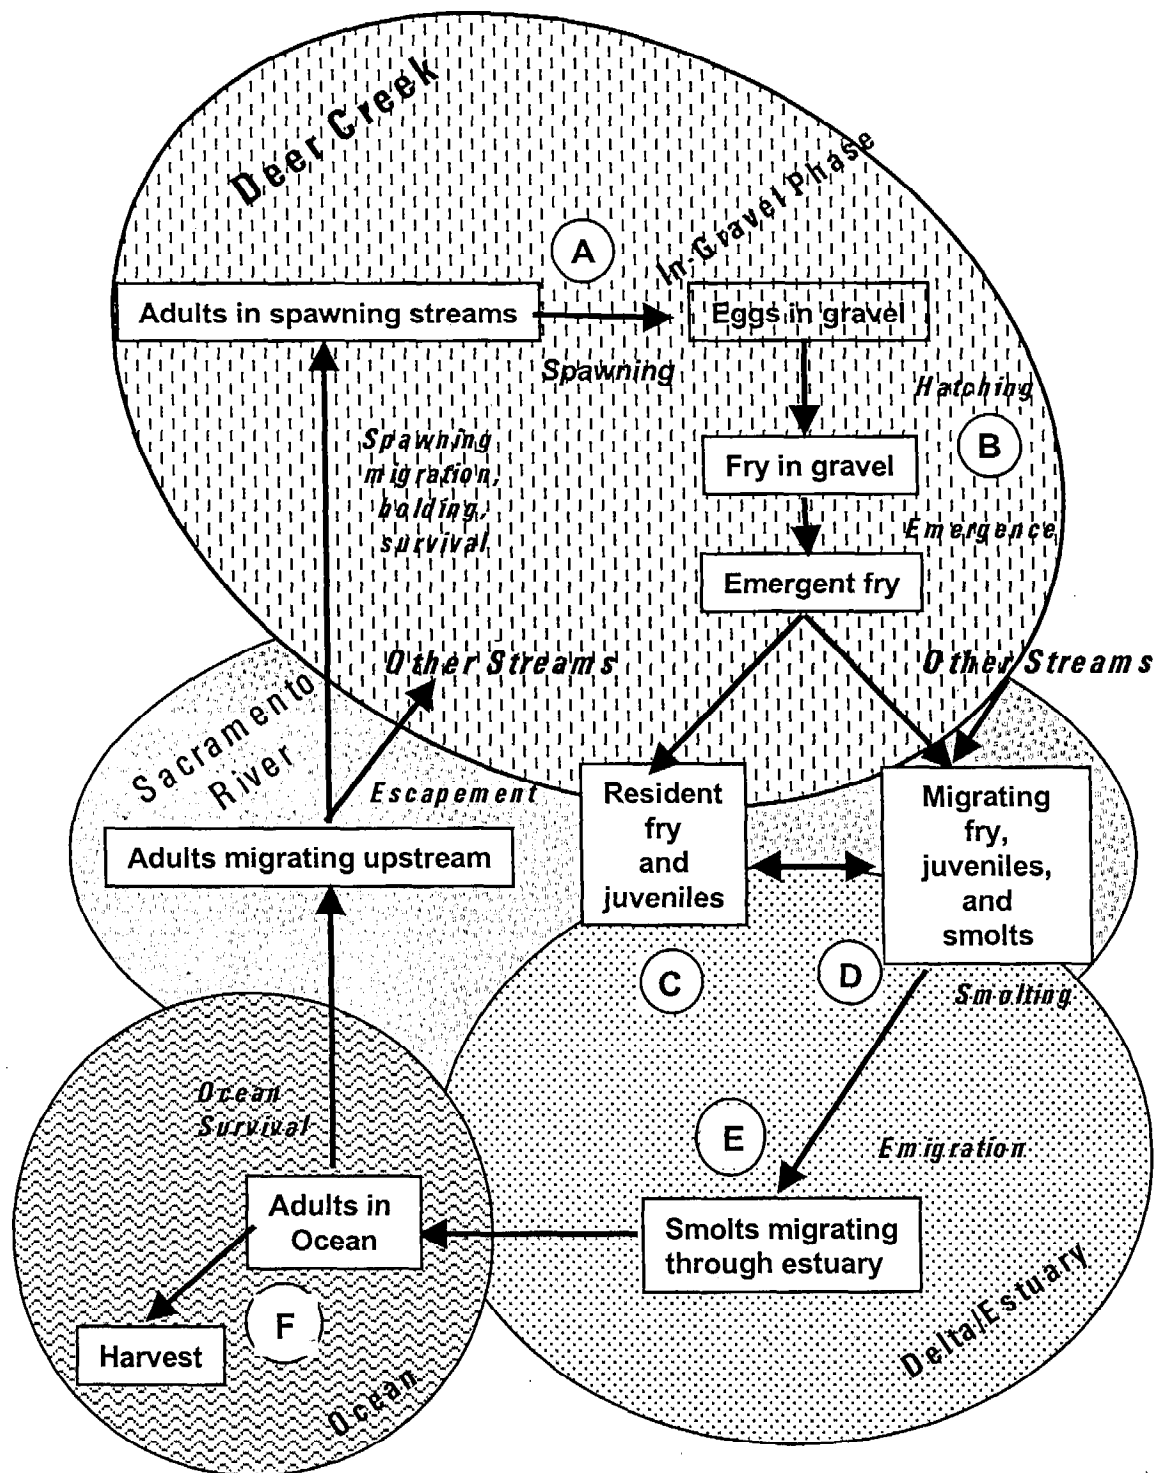 Deer Creek
In-Gravel Phase
A
Adults in spawning streams
Eggs in gravel
Spawning
Hatching
B
Spawning
migration,
holding,
survival
Fry in gravel
Emergence
Emergent fry
Other Streams
Other Streams
Sacramento
River
Escapement
Resident
fry
and
juveniles
Migrating
fry,
juveniles,
and
smolts
Adults migrating upstream
C
D
Smolting
Ocean
Survival
E
Emigration
Adults in
Ocean
Smolts migrating
through estuary
F
Harvest
Delta/Estuary
Ocean